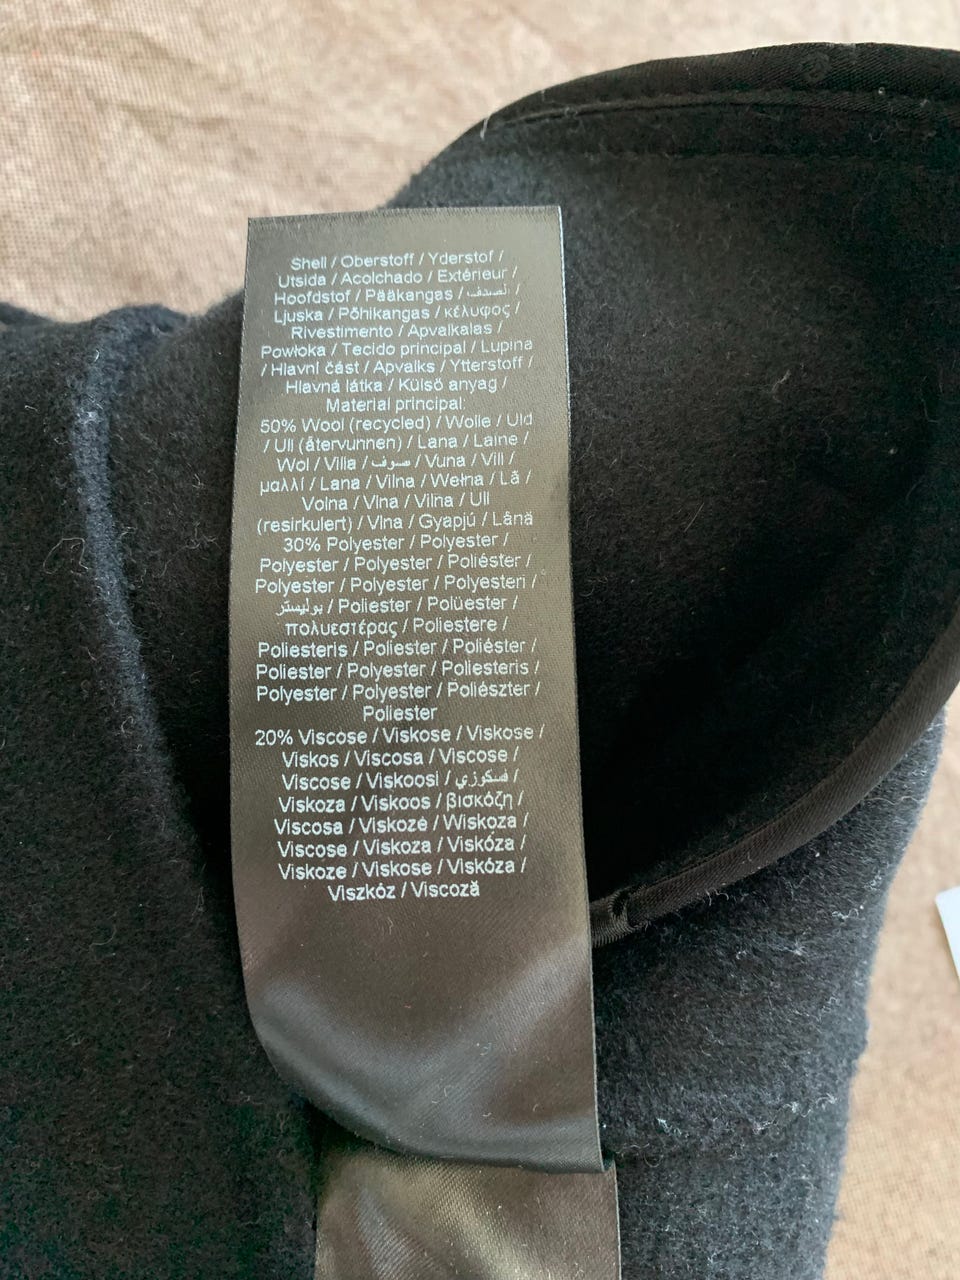 Shell / Oberstoff / Yderstof /
Utsida / Acolchado / Extérieur /
Hoofdstof / Pääkangas / تصدف /
Ljuska / Põhikangas / κέλυφος /
Rivestimento / Apvalkalas /
Powłoka / Tecido principal / Lupina
/ Hlavní část / Apvalks / Ytterstoff /
Hlavná látka / Külső anyag /
Material principal:
50% Wool (recycled) / Wolle / Uld
/ Ull (återvunnen) / Lana / Laine /
Wol / Villa / صوف / Vuna / Vill /
μαλλί / Lana / Vilna / Wełna / Lã /
Volna / Vlna / Vilna / Ull
(resirkulert) / Vlna / Gyapjú / Lână
30% Polyester / Polyester /
Polyester / Polyester / Poliéster /
Polyester / Polyester / Polyesteri /
بوليستر / Poliester / Polüester /
πολυεστέρας / Poliestere /
Poliesteris / Poliester / Poliéster /
Poliester / Polyester / Poliesteris /
Polyester / Polyester / Poliészter /
Poliester
20% Viscose / Viskose / Viskose /
Viskos / Viscosa / Viscose /
Viscose / Viskoosi / فسكوزي /
Viskoza / Viskoos / βισκόζη /
Viscosa / Viskozė / Wiskoza /
Viscose / Viskoza / Viskóza /
Viskoze / Viskose / Viskóza /
Viszkóz / Viscoză